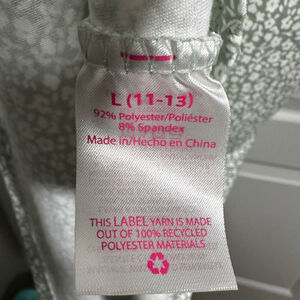 L (11-13)
92% Polyester/Poliéster
8% Spandex
Made in/Hecho en China
THIS LABEL YARN IS MADE
OUT OF 100% RECYCLED
POLYESTER MATERIALS